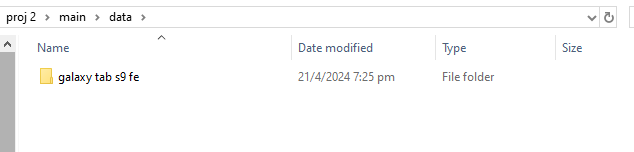 proj 2 > main > data >
Name Date modified Type Size
galaxy tab s9 fe 21/4/2024 7:25 pm File folder